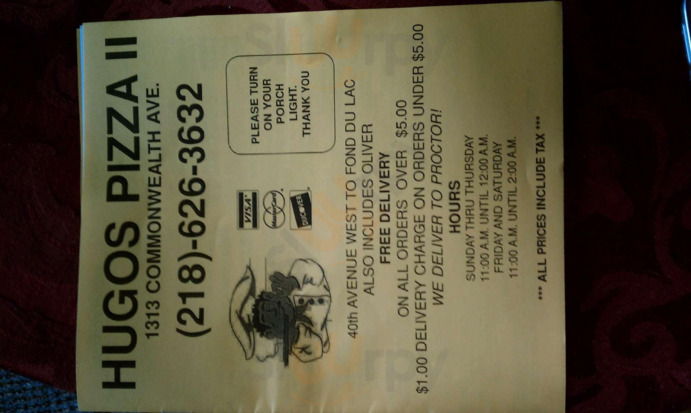 HUGOS PIZZA II
1313 COMMONWEALTH AVE.
(218)-626-3632
PLEASE TURN
ON YOUR
PORCH
LIGHT.
THANK YOU
VISA
MasterCard
DISCOVER
40th AVENUE WEST TO FOND DU LAC
ALSO INCLUDES OLIVER
FREE DELIVERY
ON ALL ORDERS OVER $5.00
$1.00 DELIVERY CHARGE ON ORDERS UNDER $5.00
WE DELIVER TO PROCTOR!
HOURS
SUNDAY THRU THURSDAY
11:00 A.M. UNTIL 12:00 A.M.
FRIDAY AND SATURDAY
11:00 A.M. UNTIL 2:00 A.M.
*** ALL PRICES INCLUDE TAX ***